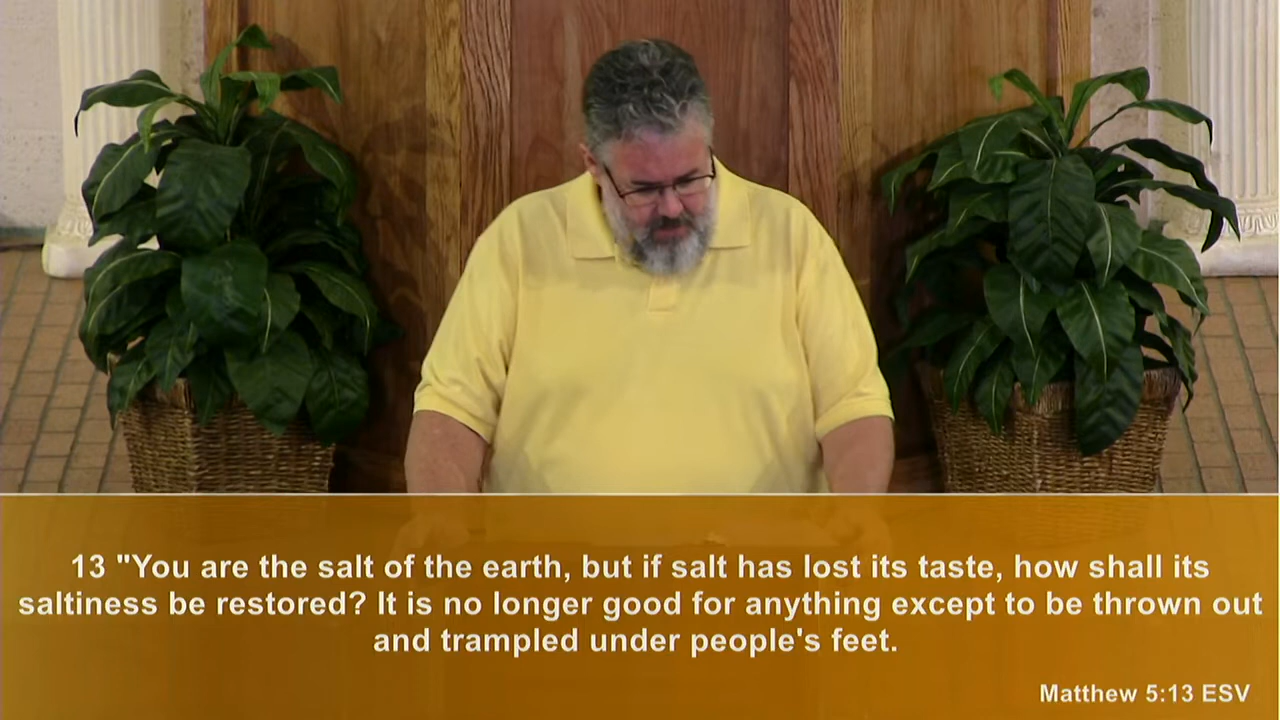 13 "You are the salt of the earth, but if salt has lost its taste, how shall its
saltiness be restored? It is no longer good for anything except to be thrown out
and trampled under people's feet.
Matthew 5:13 ESV